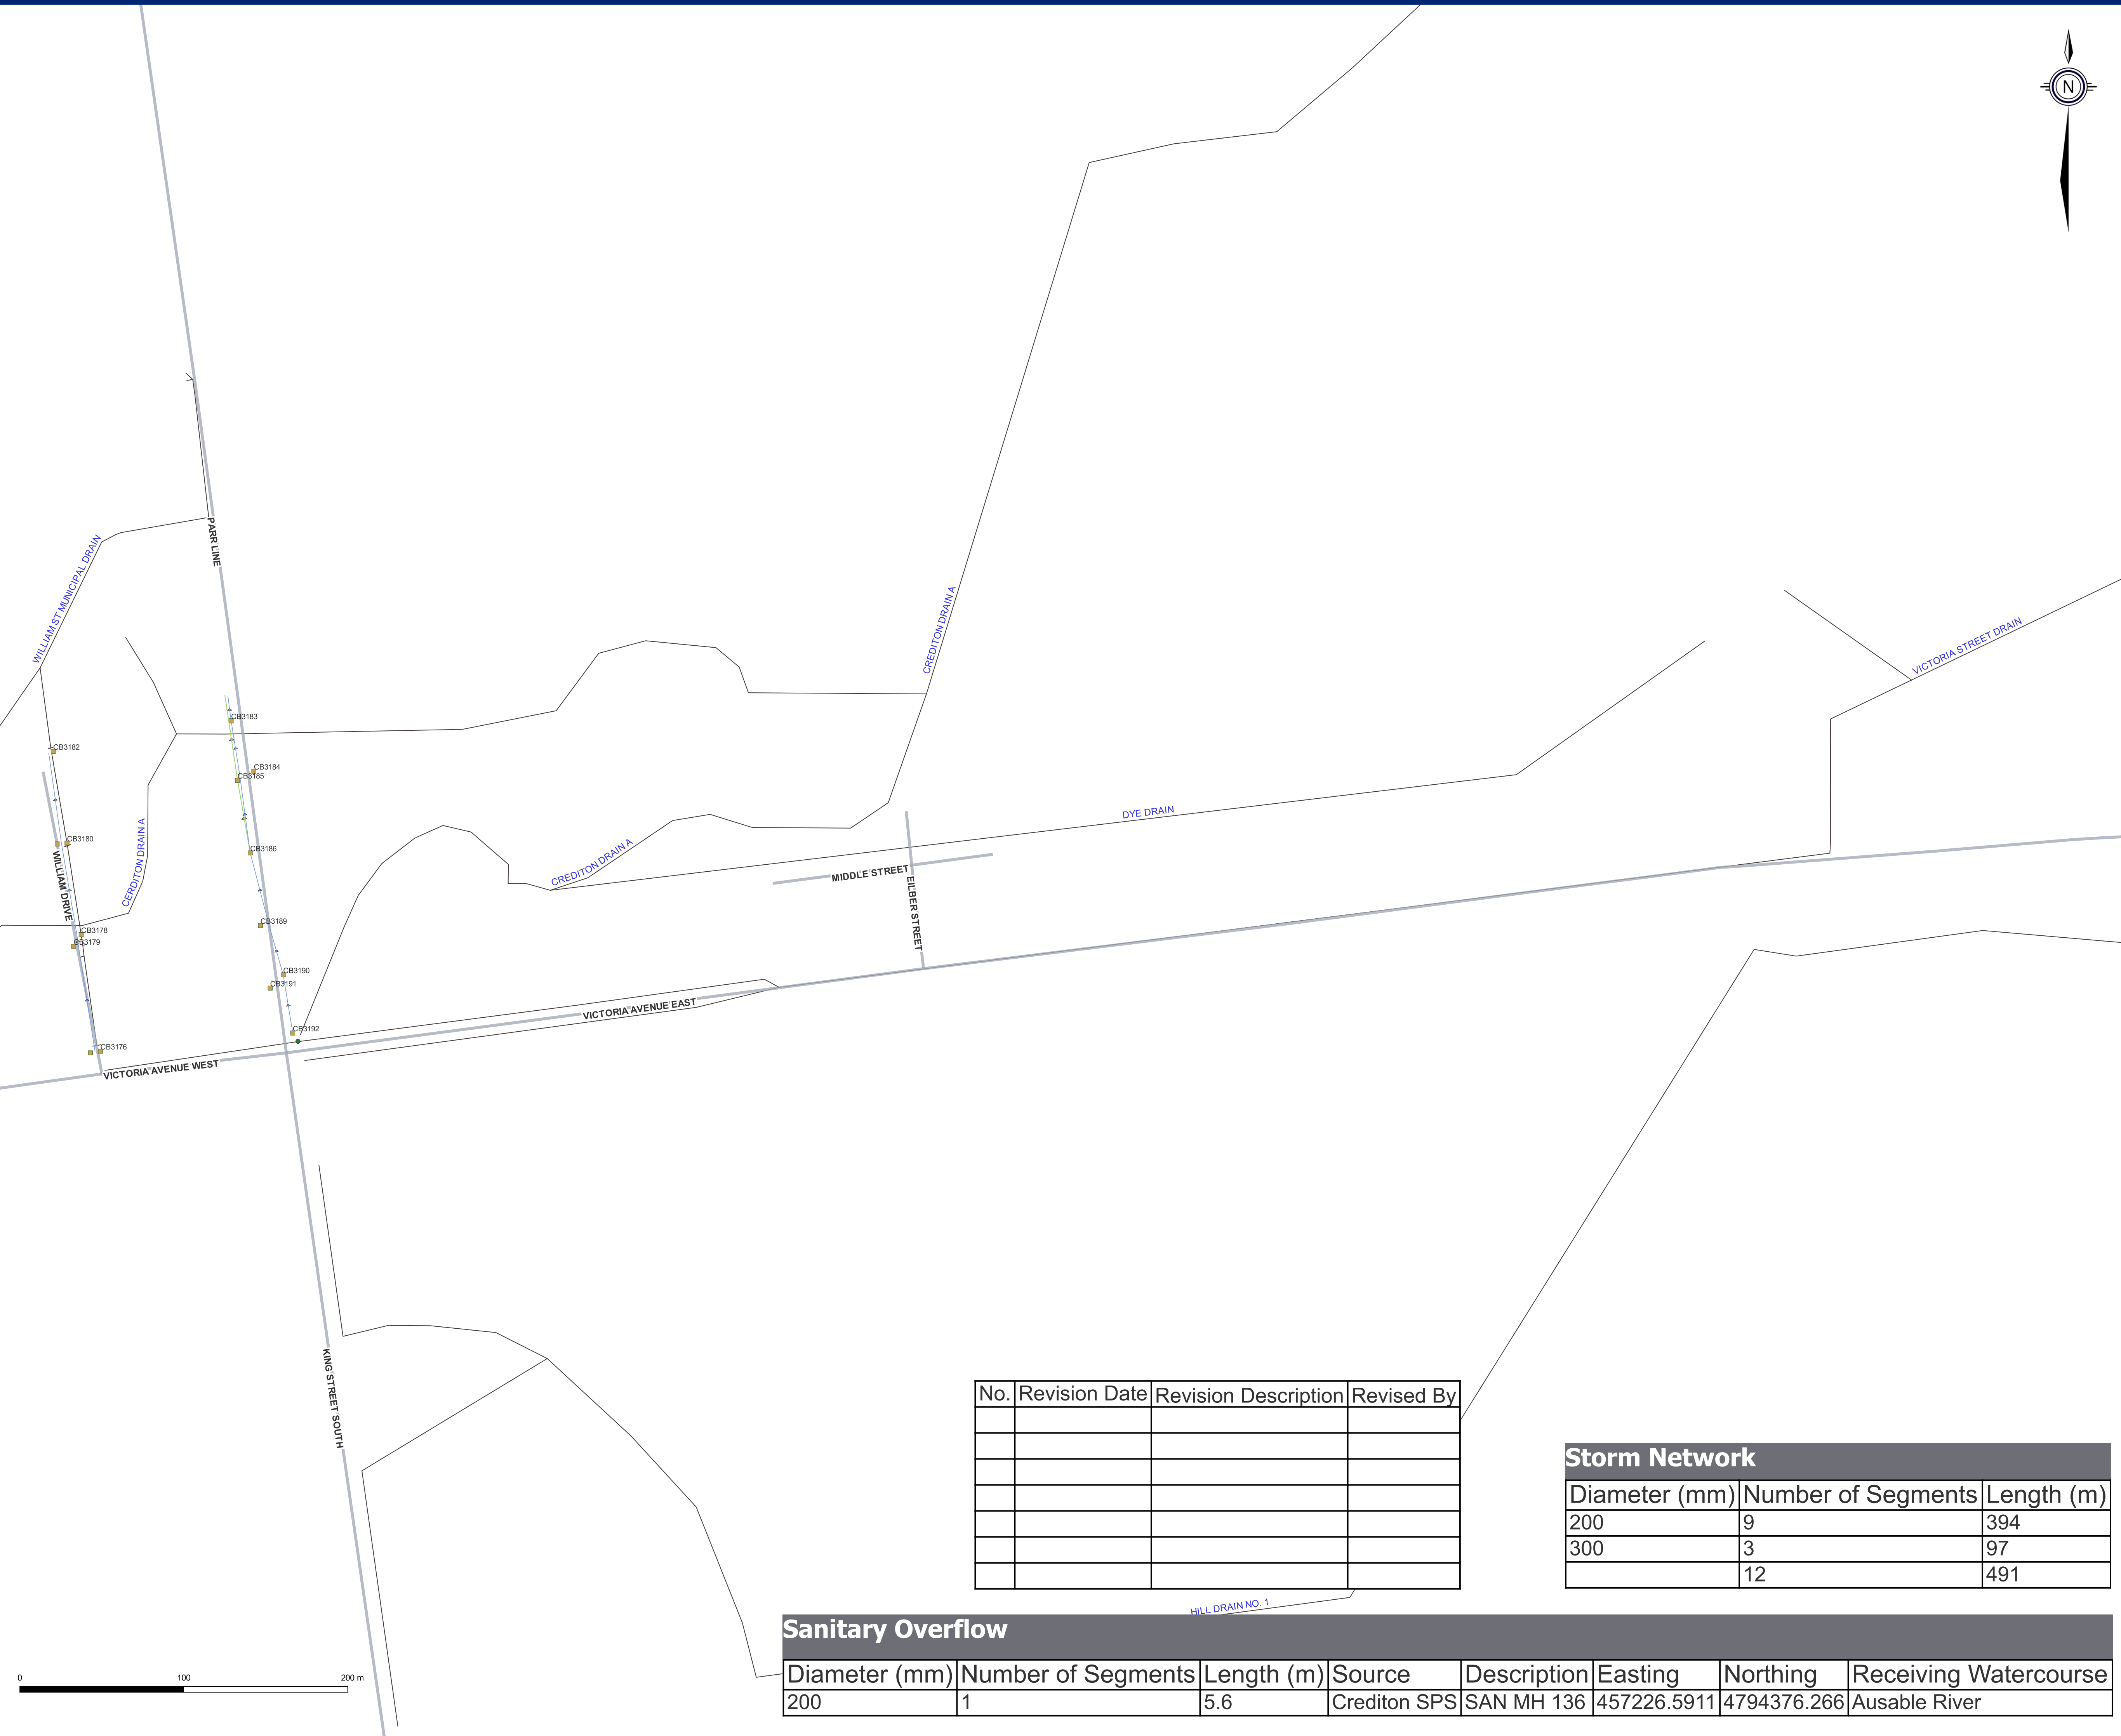 N
PARR LINE
WILLIAM ST MUNICIPAL DRAIN
CREDITON DRAIN A
VICTORIA STREET DRAIN
CB3183
CB3182
CB3184
CB3185
DYE DRAIN
CERDITON DRAIN A
CB3180
CB3186
CREDITON DRAIN A
WILLIAM DRIVE
MIDDLE STREET
EILBER STREET
CB3189
CB3178
CB3179
CB3190
CB3191
VICTORIA AVENUE EAST
CB3192
CB3176
VICTORIA AVENUE WEST
KING STREET SOUTH
No. Revision Date Revision Description Revised By
Storm Network
Diameter (mm) Number of Segments Length (m)
200 9 394
300 3 97
12 491
HILL DRAIN NO. 1
Sanitary Overflow
Diameter (mm) Number of Segments Length (m) Source Description Easting Northing Receiving Watercourse
200 1 5.6 Crediton SPS SAN MH 136 457226.5911 4794376.266 Ausable River
0 100 200 m